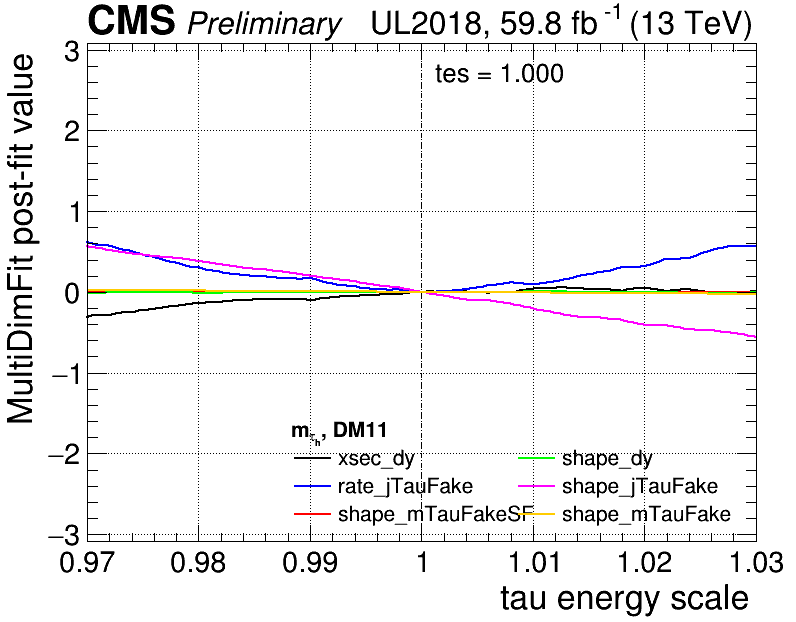 CMS Preliminary UL2018, 59.8 fb⁻¹ (13 TeV)
tes = 1.000
MultiDimFit post-fit value
3
2
1
0
−1
−2
−3
m_τ_h, DM11
xsec_dy shape_dy
rate_jTauFake shape_jTauFake
shape_mTauFakeSF shape_mTauFake
0.97 0.98 0.99 1 1.01 1.02 1.03
tau energy scale